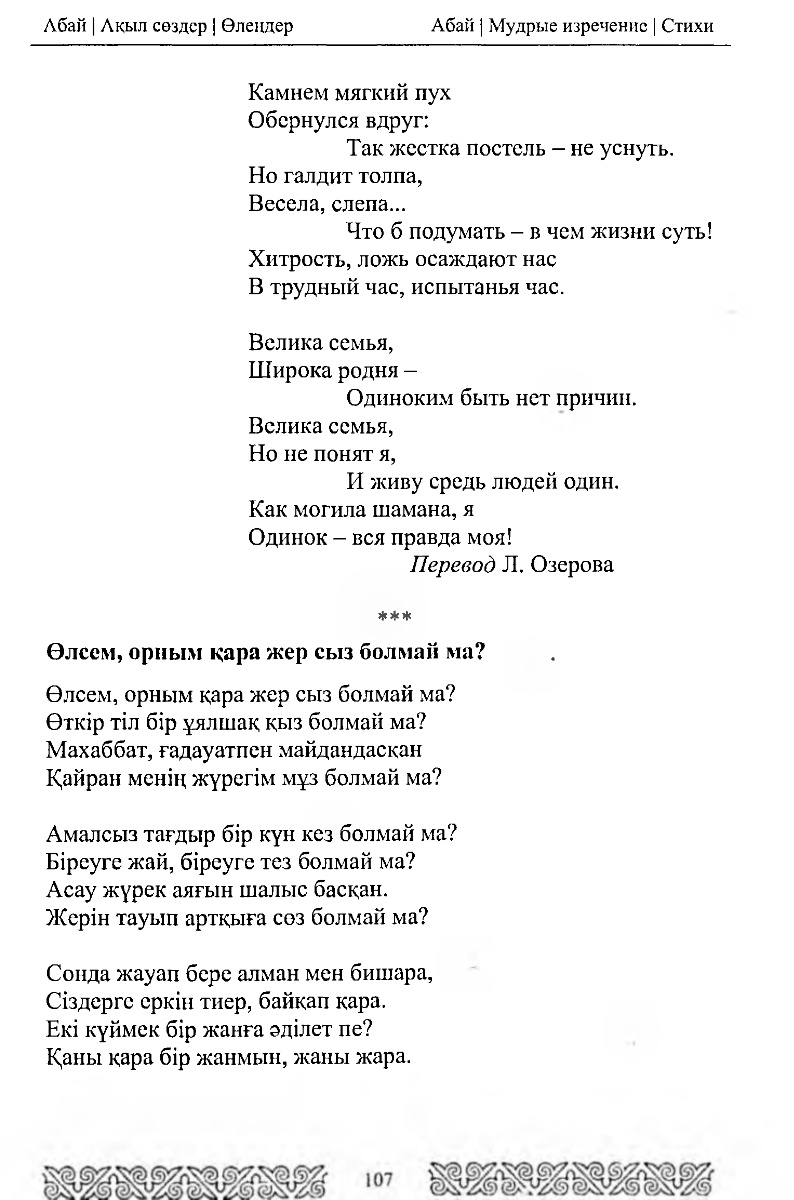 Абай | Ақыл сөздер | Өлеңдер Абай | Мудрые изречение | Стихи
Камнем мягкий пух
Обернулся вдруг:
Так жестка постель – не уснуть.
Но галдит толпа,
Весела, слепа...
Что б подумать – в чем жизни суть!
Хитрость, ложь осаждают нас
В трудный час, испытанья час.
Велика семья,
Широка родня –
Одиноким быть нет причин.
Велика семья,
Но не понят я,
И живу средь людей один.
Как могила шамана, я
Одинок – вся правда моя!
Перевод Л. Озерова
***
Өлсем, орным қара жер сыз болмай ма?
Өлсем, орным қара жер сыз болмай ма?
Өткір тіл бір ұялшақ қыз болмай ма?
Махаббат, ғадауатпен майдандасқан
Қайран менің жүрегім мұз болмай ма?
Амалсыз тағдыр бір күн кез болмай ма?
Біреуге жай, біреуге тез болмай ма?
Асау жүрек аяғын шалыс басқан.
Жерін тауып артқыға сөз болмай ма?
Сонда жауап бере алман мен бишара,
Сіздерге еркін тиер, байқап қара.
Екі күймек бір жанға әділет пе?
Қаны қара бір жанмын, жаны жара.
107